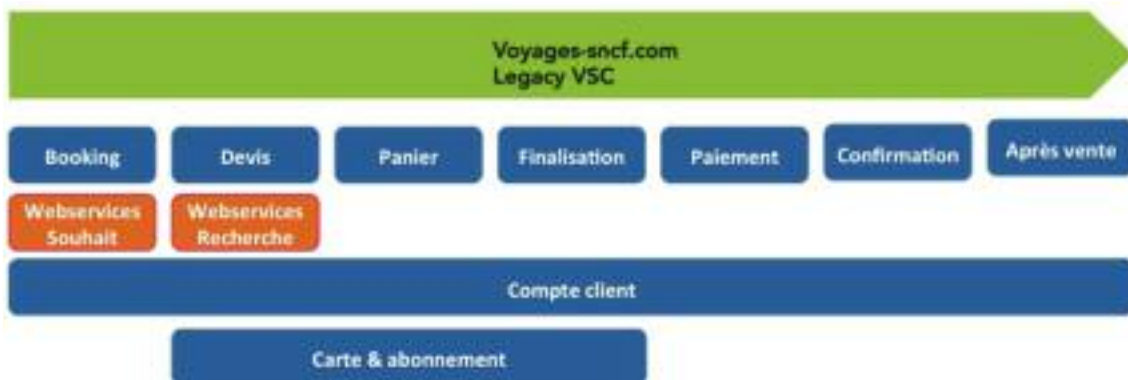 Voyages-sncf.com
Legacy VSC
Booking
Devis
Panier
Finalisation
Paiement
Confirmation
Après vente
Webservices
Souhait
Webservices
Recherche
Compte client
Carte & abonnement